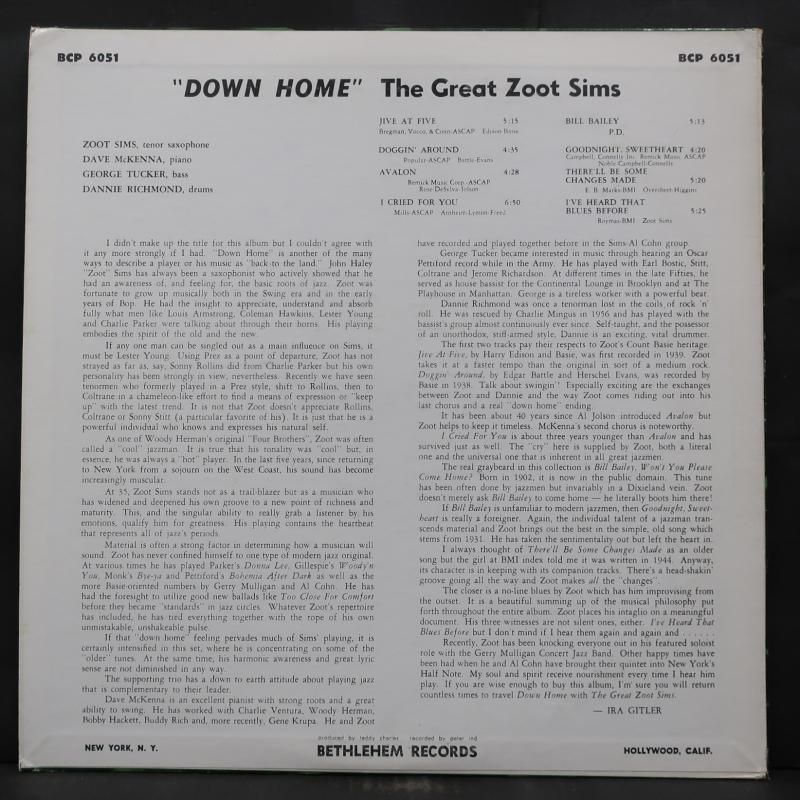 BCP 6051
BCP 6051
"DOWN HOME" The Great Zoot Sims
ZOOT SIMS, tenor saxophone
DAVE McKENNA, piano
GEORGE TUCKER, bass
DANNIE RICHMOND, drums
JIVE AT FIVE 5:15
Bregman, Vocco, & Conn-ASCAP Edison-Basie
DOGGIN' AROUND 4:35
Popular-ASCAP Battle-Evans
AVALON 4:28
Remick Music Corp.-ASCAP
Rose-DeSylva-Jolson
I CRIED FOR YOU 6:50
Mills-ASCAP Arnheim-Lyman-Freed
BILL BAILEY 5:13
P.D.
GOODNIGHT, SWEETHEART 4:20
Campbell, Connelly Inc. Remick Music ASCAP
Noble-Campbell-Connelly
THERE'LL BE SOME
CHANGES MADE 5:20
E. B. Marks-BMI Overstreet-Higgins
I'VE HEARD THAT
BLUES BEFORE 5:25
Roymas-BMI Zoot Sims
I didn't make up the title for this album but I couldn't agree with
it any more strongly if I had. "Down Home" is another of the many
ways to describe a player or his music as "back to the land." John Haley
"Zoot" Sims has always been a saxophonist who actively showed that he
had an awareness of, and feeling for, the basic roots of jazz. Zoot was
fortunate to grow up musically both in the Swing era and in the early
years of Bop. He had the insight to appreciate, understand and absorb
fully what men like Louis Armstrong, Coleman Hawkins, Lester Young
and Charlie Parker were talking about through their horns. His playing
embodies the spirit of the old and the new.
If any one man can be singled out as a main influence on Sims, it
must be Lester Young. Using Prez as a point of departure, Zoot has not
strayed as far as, say, Sonny Rollins did from Charlie Parker but his own
personality has been strongly in view, nevertheless. Recently we have seen
tenormen who formerly played in a Prez style, shift to Rollins, then to
Coltrane in a chameleon-like effort to find a means of expression or "keep
up" with the latest trend. It is not that Zoot doesn't appreciate Rollins,
Coltrane or Sonny Stitt (a particular favorite of his). It is just that he is a
powerful individual who knows and expresses his natural self.
As one of Woody Herman's original "Four Brothers", Zoot was often
called a "cool" jazzman. It is true that his tonality was "cool" but, in
essence, he was always a "hot" player. In the last five years, since returning
to New York from a sojourn on the West Coast, his sound has become
increasingly muscular.
At 35, Zoot Sims stands not as a trail-blazer but as a musician who
has widened and deepened his own groove to a new point of richness and
maturity. This, and the singular ability to really grab a listener by his
emotions, qualify him for greatness. His playing contains the heartbeat
that represents all of jazz's periods.
Material is often a strong factor in determining how a musician will
sound. Zoot has never confined himself to one type of modern jazz original.
At various times he has played Parker's Donna Lee, Gillespie's Woody'n
You, Monk's Bye-ya and Pettiford's Bohemia After Dark as well as the
more Basie-oriented numbers by Gerry Mulligan and Al Cohn. He has
had the foresight to utilize good new ballads like Too Close For Comfort
before they became "standards" in jazz circles. Whatever Zoot's repertoire
has included, he has tied everything together with the rope of his own
unmistakable, unshakeable pulse.
If that "down home" feeling pervades much of Sims' playing, it is
certainly intensified in this set, where he is concentrating on some of the
"older" tunes. At the same time, his harmonic awareness and great lyric
sense are not diminished in any way.
The supporting trio has a down to earth attitude about playing jazz
that is complementary to their leader.
Dave McKenna is an excellent pianist with strong roots and a great
ability to swing. He has worked with Charlie Ventura, Woody Herman,
Bobby Hackett, Buddy Rich and, more recently, Gene Krupa. He and Zoot
have recorded and played together before in the Sims-Al Cohn group.
George Tucker became interested in music through hearing an Oscar
Pettiford record while in the Army. He has played with Earl Bostic, Stitt,
Coltrane and Jerome Richardson. At different times in the late Fifties, he
served as house bassist for the Continental Lounge in Brooklyn and at The
Playhouse in Manhattan. George is a tireless worker with a powerful beat.
Dannie Richmond was once a tenorman lost in the coils of rock 'n'
roll. He was rescued by Charlie Mingus in 1956 and has played with the
bassist's group almost continuously ever since. Self-taught, and the possessor
of an unorthodox, stiff-armed style, Dannie is an exciting, vital drummer.
The first two tracks pay their respects to Zoot's Count Basie heritage.
Jive At Five, by Harry Edison and Basie, was first recorded in 1939. Zoot
takes it at a faster tempo than the original in sort of a medium rock.
Doggin' Around, by Edgar Battle and Herschel Evans, was recorded by
Basie in 1938. Talk about swingin'! Especially exciting are the exchanges
between Zoot and Dannie and the way Zoot comes riding out into his
last chorus and a real "down home" ending.
It has been about 40 years since Al Jolson introduced Avalon but
Zoot helps to keep it timeless. McKenna's second chorus is noteworthy.
I Cried For You is about three years younger than Avalon and has
survived just as well. The "cry" here is supplied by Zoot, both a literal
one and the universal one that is inherent in all great jazzmen.
The real graybeard in this collection is Bill Bailey, Won't You Please
Come Home? Born in 1902, it is now in the public domain. This tune
has been often done by jazzmen but invariably in a Dixieland vein. Zoot
doesn't merely ask Bill Bailey to come home — he literally boots him there!
If Bill Bailey is unfamiliar to modern jazzmen, then Goodnight, Sweet-
heart is really a foreigner. Again, the individual talent of a jazzman tran-
scends material and Zoot brings out the best in the simple, old song which
stems from 1931. He has taken the sentimentality out but left the heart in.
I always thought of There'll Be Some Changes Made as an older
song but the girl at BMI index told me it was written in 1944. Anyway,
its character is in keeping with its companion tracks. There's a head-shakin'
groove going all the way and Zoot makes all the "changes".
The closer is a no-line blues by Zoot which has him improvising from
the outset. It is a beautiful summing up of the musical philosophy put
forth throughout the entire album. Zoot places his intaglio on a meaningful
document. His three witnesses are not silent ones, either. I've Heard That
Blues Before but I don't mind if I hear them again and again and . . . . . .
Recently, Zoot has been knocking everyone out in his featured soloist
role with the Gerry Mulligan Concert Jazz Band. Other happy times have
been had when he and Al Cohn have brought their quintet into New York's
Half Note. My soul and spirit receive nourishment every time I hear him
play. If you are wise enough to buy this album, I'm sure you will return
countless times to travel Down Home with The Great Zoot Sims.
— IRA GITLER
produced by teddy charles recorded by peter ind
NEW YORK, N. Y.
BETHLEHEM RECORDS
HOLLYWOOD, CALIF.